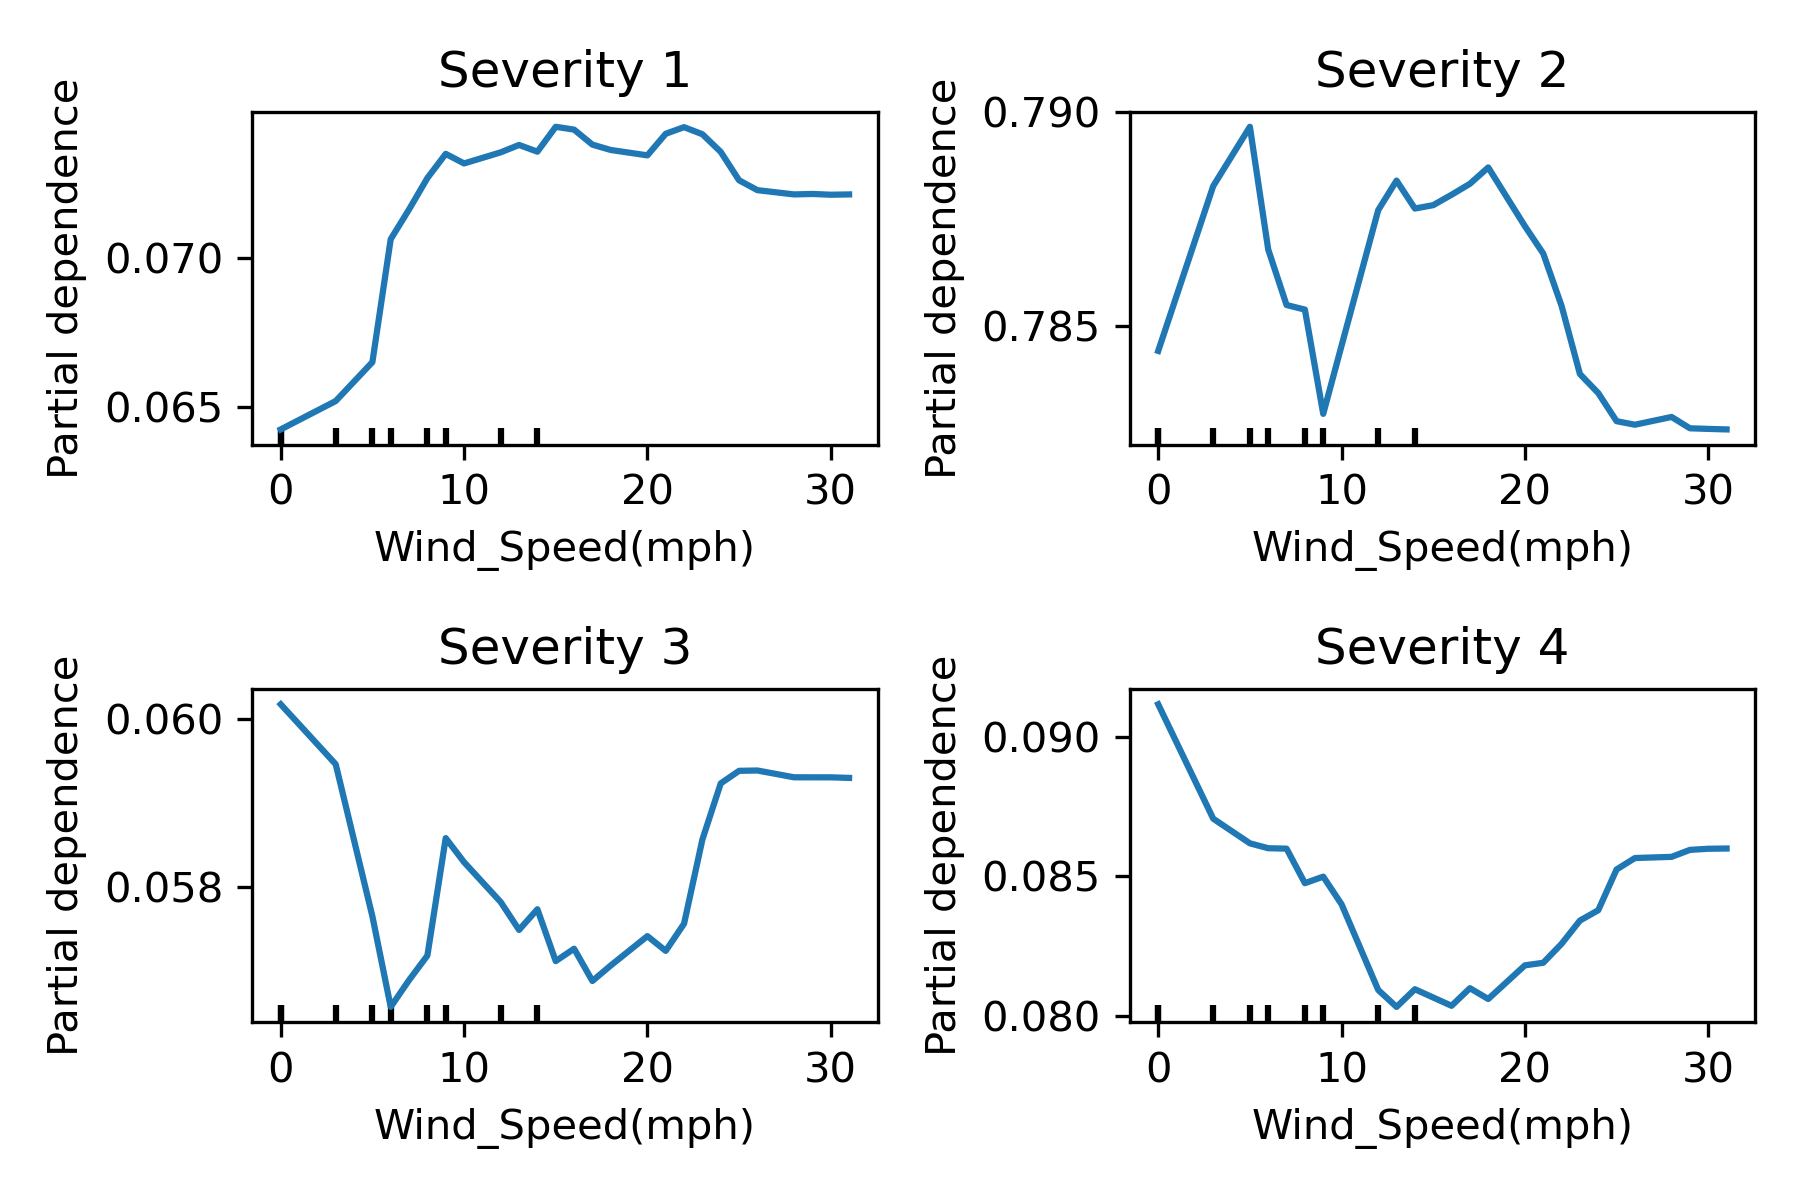 Severity 1
Partial dependence
0.070
0.065
0 10 20 30
Wind_Speed(mph)
Severity 2
Partial dependence
0.790
0.785
0 10 20 30
Wind_Speed(mph)
Severity 3
Partial dependence
0.060
0.058
0 10 20 30
Wind_Speed(mph)
Severity 4
Partial dependence
0.090
0.085
0.080
0 10 20 30
Wind_Speed(mph)